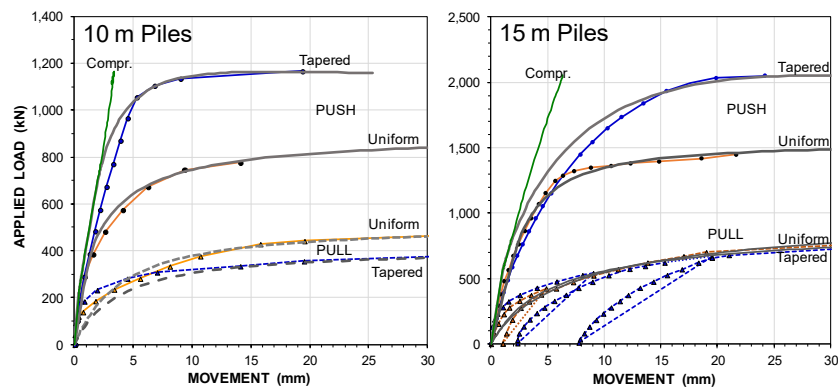 10 m Piles
15 m Piles
APPLIED LOAD (kN)
1,400
1,200
1,000
800
600
400
200
0
Compr.
Tapered
PUSH
Uniform
Uniform
PULL
Tapered
0 5 10 15 20 25 30
MOVEMENT (mm)
2,500
2,000
1,500
1,000
500
0
Compr.
Tapered
PUSH
Uniform
PULL
Uniform
Tapered
0 5 10 15 20 25 30
MOVEMENT (mm)